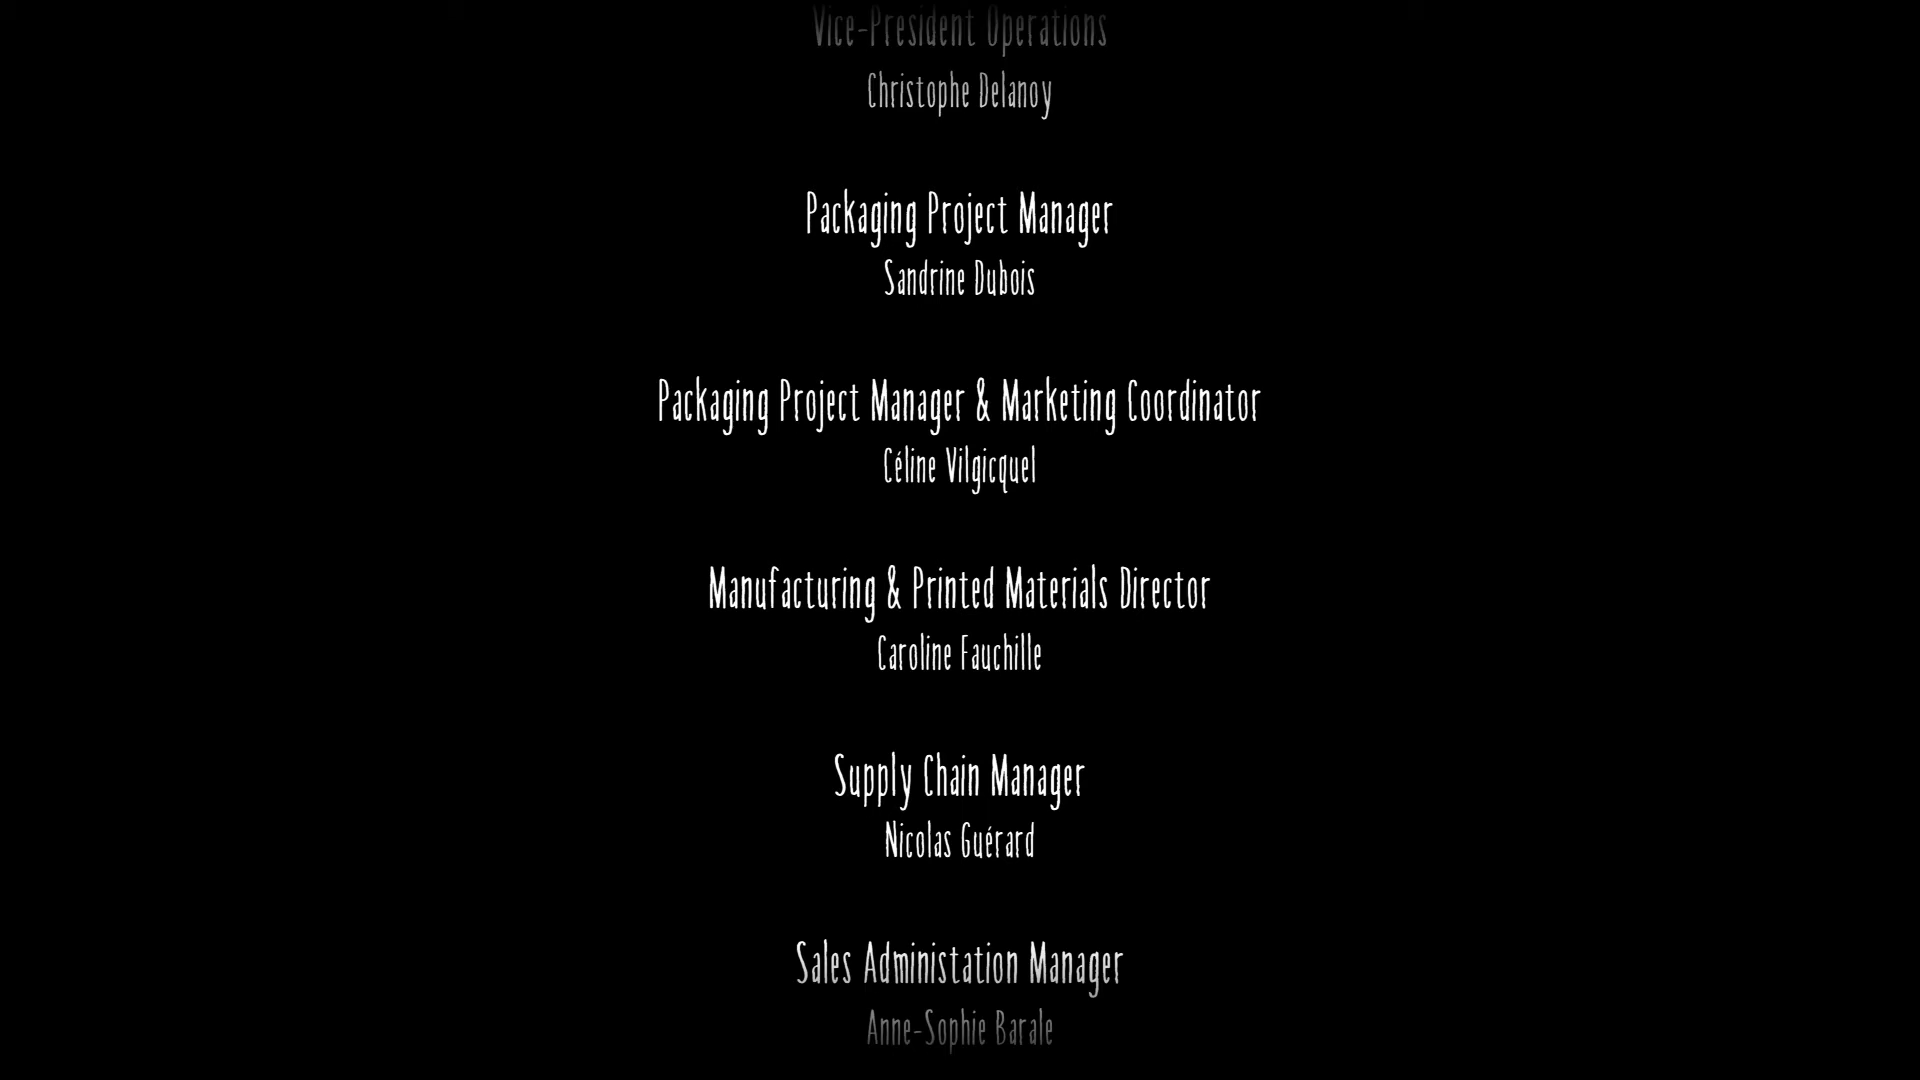 Vice-President Operations
Christophe Delanoy
Packaging Project Manager
Sandrine Dubois
Packaging Project Manager & Marketing Coordinator
Céline Vilgicquel
Manufacturing & Printed Materials Director
Caroline Fauchille
Supply Chain Manager
Nicolas Guérard
Sales Administation Manager
Anne-Sophie Barale